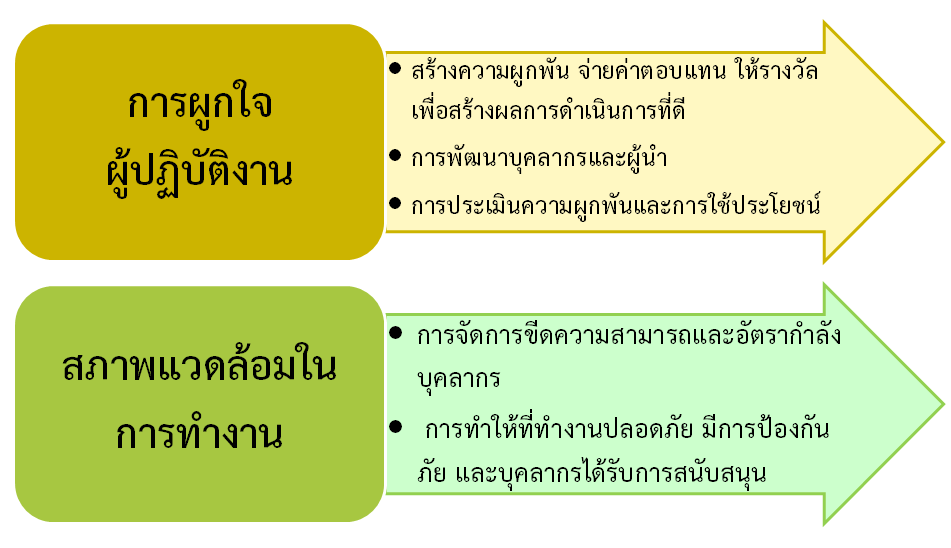 การผูกใจ
ผู้ปฏิบัติงาน
● สร้างความผูกพัน จ่ายค่าตอบแทน ให้รางวัล
เพื่อสร้างผลการดำเนินการที่ดี
● การพัฒนาบุคลากรและผู้นำ
● การประเมินความผูกพันและการใช้ประโยชน์
สภาพแวดล้อมใน
การทำงาน
● การจัดการขีดความสามารถและอัตรากำลัง
บุคลากร
● การทำให้ที่ทำงานปลอดภัย มีการป้องกัน
ภัย และบุคลากรได้รับการสนับสนุน